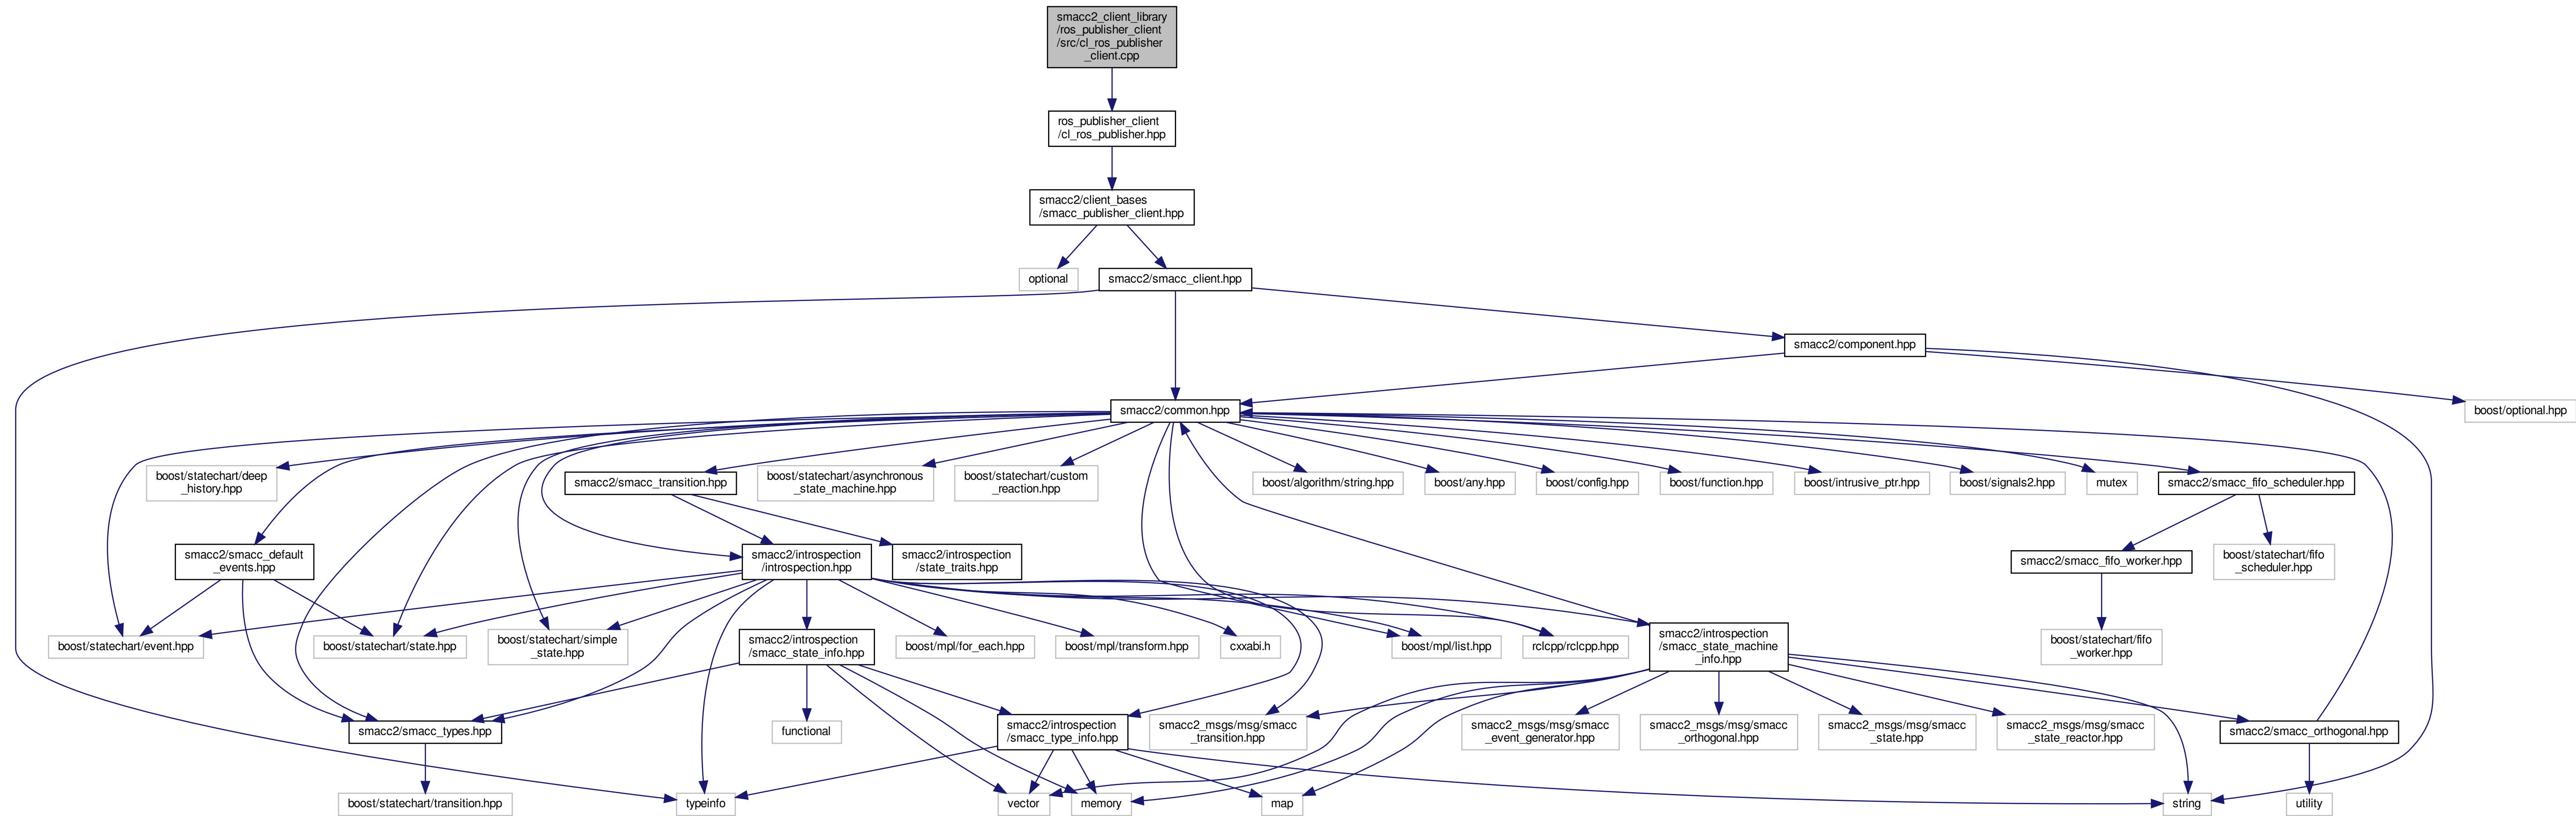 smacc2_client_library
/ros_publisher_client
/src/cl_ros_publisher
_client.cpp
ros_publisher_client
/cl_ros_publisher.hpp
smacc2/client_bases
/smacc_publisher_client.hpp
optional
smacc2/smacc_client.hpp
smacc2/component.hpp
smacc2/common.hpp
boost/optional.hpp
boost/statechart/deep
_history.hpp
smacc2/smacc_transition.hpp
boost/statechart/asynchronous
_state_machine.hpp
boost/statechart/custom
_reaction.hpp
boost/algorithm/string.hpp
boost/any.hpp
boost/config.hpp
boost/function.hpp
boost/intrusive_ptr.hpp
boost/signals2.hpp
mutex
smacc2/smacc_fifo_scheduler.hpp
smacc2/smacc_default
_events.hpp
smacc2/introspection
/introspection.hpp
smacc2/introspection
/state_traits.hpp
smacc2/smacc_fifo_worker.hpp
boost/statechart/fifo
_scheduler.hpp
boost/statechart/event.hpp
boost/statechart/state.hpp
boost/statechart/simple
_state.hpp
smacc2/introspection
/smacc_state_info.hpp
boost/mpl/for_each.hpp
boost/mpl/transform.hpp
cxxabi.h
boost/mpl/list.hpp
rclcpp/rclcpp.hpp
smacc2/introspection
/smacc_state_machine
_info.hpp
boost/statechart/fifo
_worker.hpp
smacc2/smacc_types.hpp
functional
smacc2/introspection
/smacc_type_info.hpp
smacc2_msgs/msg/smacc
_transition.hpp
smacc2_msgs/msg/smacc
_event_generator.hpp
smacc2_msgs/msg/smacc
_orthogonal.hpp
smacc2_msgs/msg/smacc
_state.hpp
smacc2_msgs/msg/smacc
_state_reactor.hpp
smacc2/smacc_orthogonal.hpp
boost/statechart/transition.hpp
typeinfo
vector
memory
map
string
utility